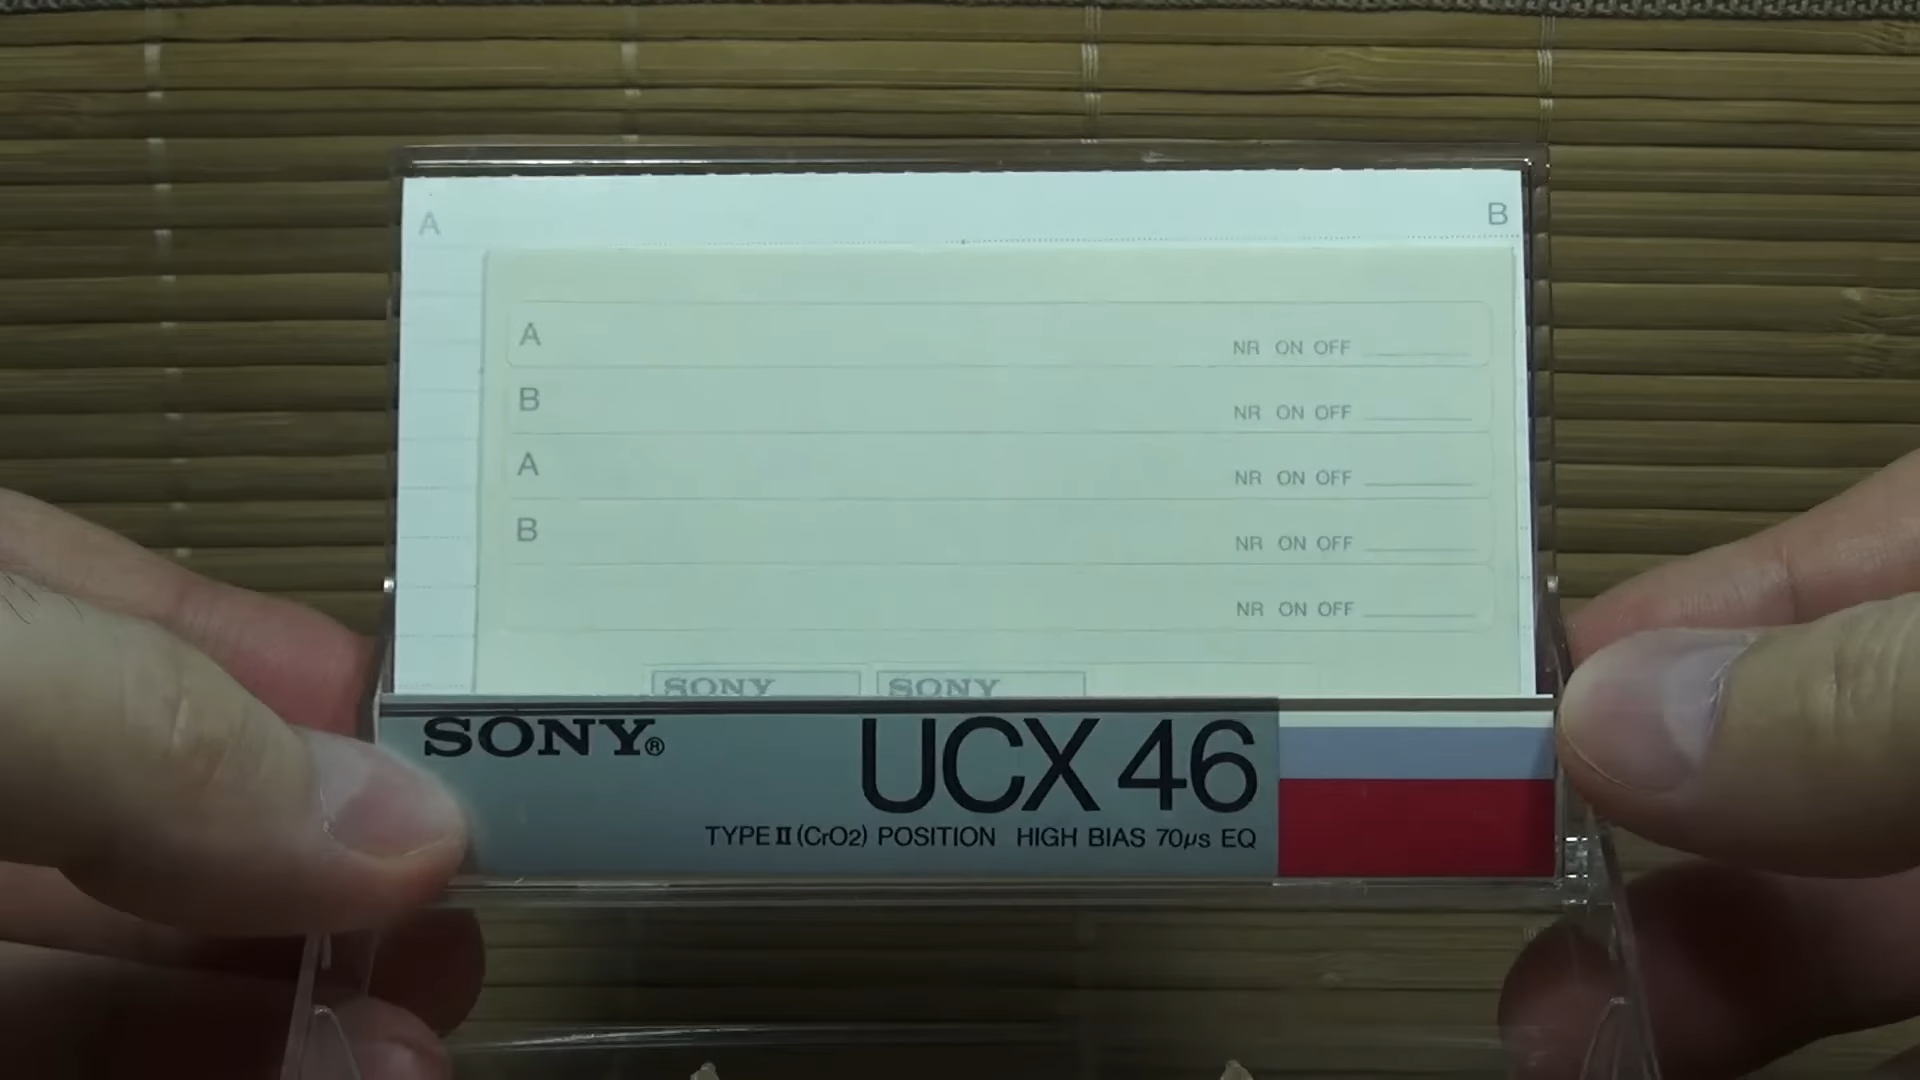 A B
A NR ON OFF
B NR ON OFF
A NR ON OFF
B NR ON OFF
NR ON OFF
SONY SONY
SONY® UCX 46
TYPE II (CrO2) POSITION HIGH BIAS 70µs EQ